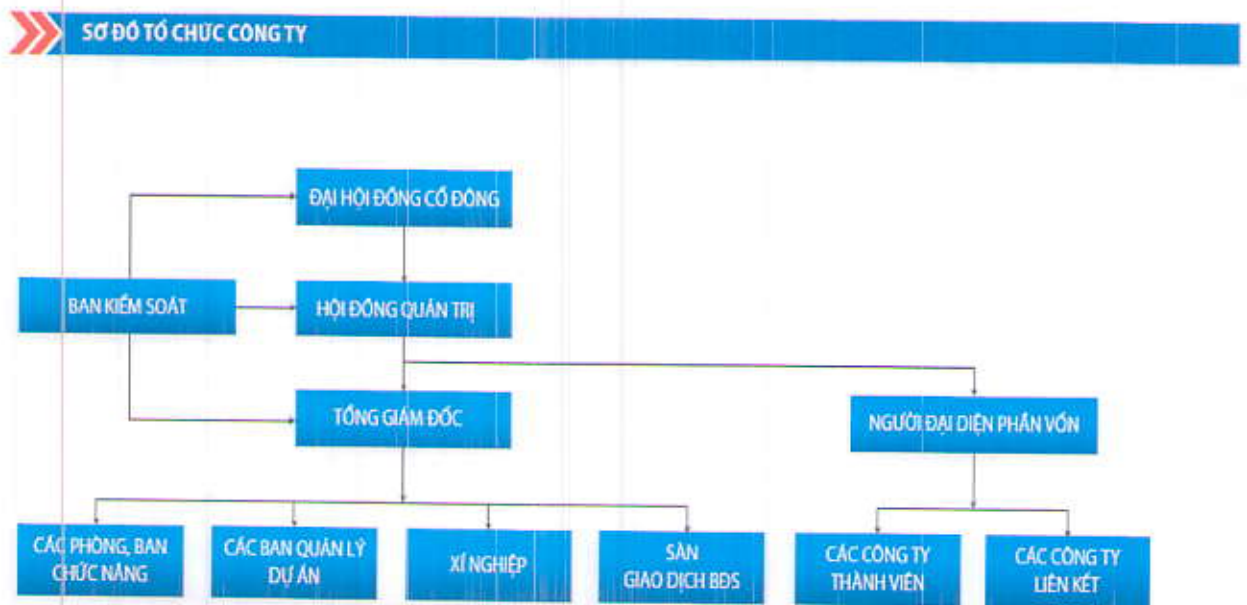 SƠ ĐỒ TỔ CHỨC CÔNG TY
ĐẠI HỘI ĐỒNG CỔ ĐÔNG
BAN KIỂM SOÁT
HỘI ĐỒNG QUẢN TRỊ
TỔNG GIÁM ĐỐC
NGƯỜI ĐẠI DIỆN PHẦN VỐN
CÁC PHÒNG, BAN
CHỨC NĂNG
CÁC BAN QUẢN LÝ
DỰ ÁN
XÍ NGHIỆP
SÀN
GIAO DỊCH BĐS
CÁC CÔNG TY
THÀNH VIÊN
CÁC CÔNG TY
LIÊN KẾT